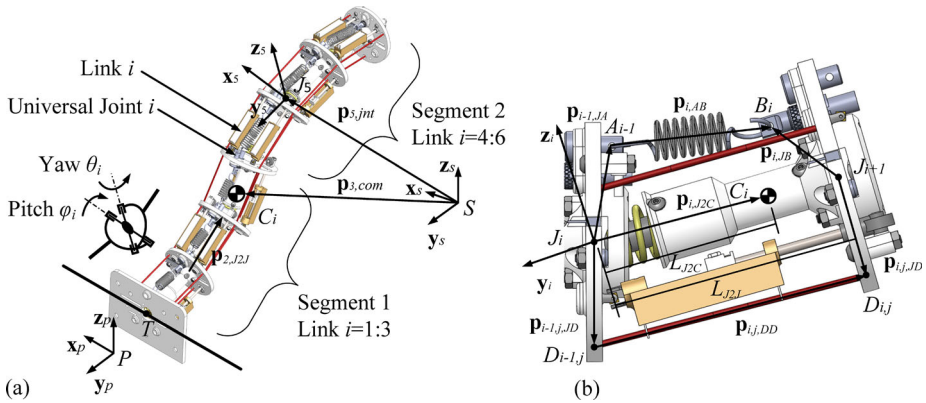 z5
x5
J5
y5
Link i
Universal Joint i
p5,jnt
Segment 2
Link i=4:6
Yaw θi
Pitch φi
zs
xs
S
ys
p3,com
Ci
p2,J2J
Segment 1
Link i=1:3
T
zp
xp
P
yp
(a)
pi,AB
Bi
pi-1,JA
Ai-1
zi
pi,JB
Ji+1
Ci
pi,J2C
Ji
LJ2C
yi
LJ2J
pi,j,JD
Di,j
pi-1,j,JD
pi,j,DD
Di-1,j
(b)